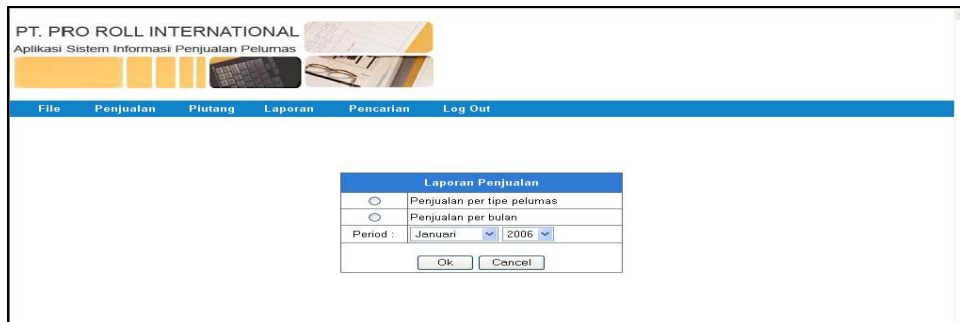 PT. PRO ROLL INTERNATIONAL
Aplikasi Sistem Informasi Penjualan Pelumas
File Penjualan Piutang Laporan Pencarian Log Out
Laporan Penjualan
Penjualan per tipe pelumas
Penjualan per bulan
Period : Januari 2006
Ok Cancel